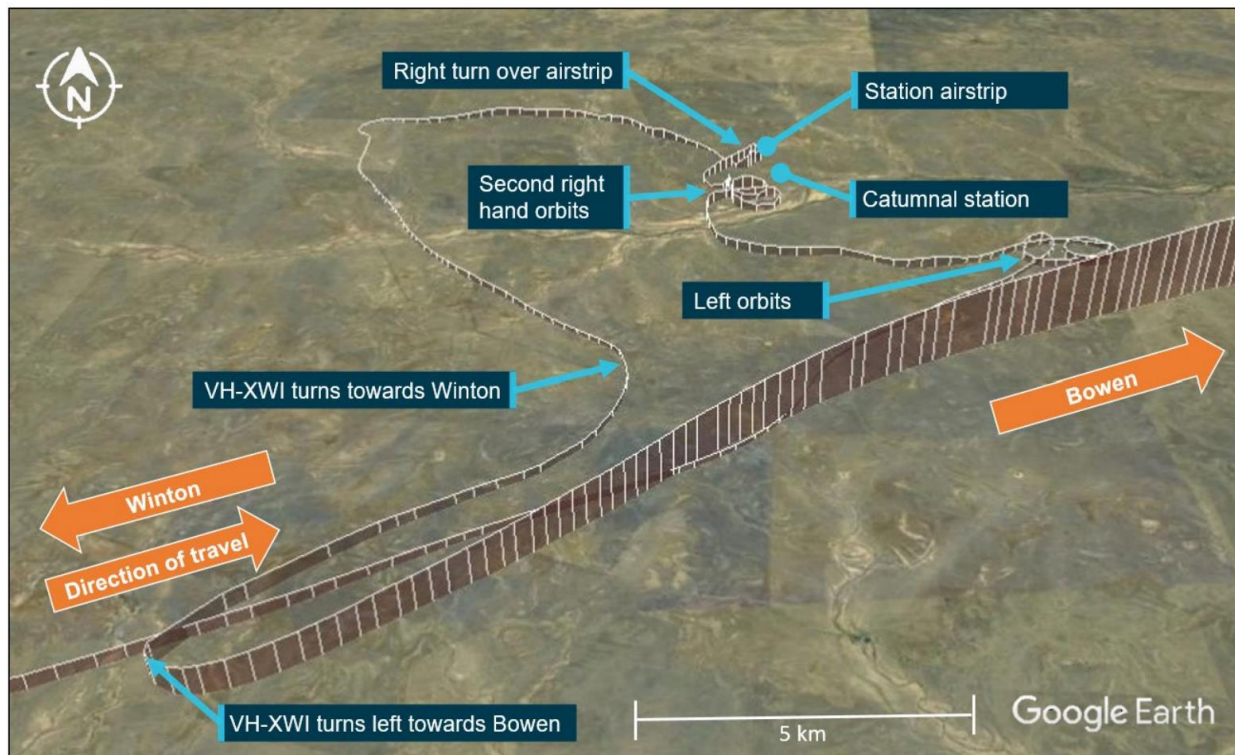 N
Right turn over airstrip
Station airstrip
Second right
hand orbits
Catumnal station
Left orbits
VH-XWI turns towards Winton
Bowen
Winton
Direction of travel
VH-XWI turns left towards Bowen
5 km
Google Earth